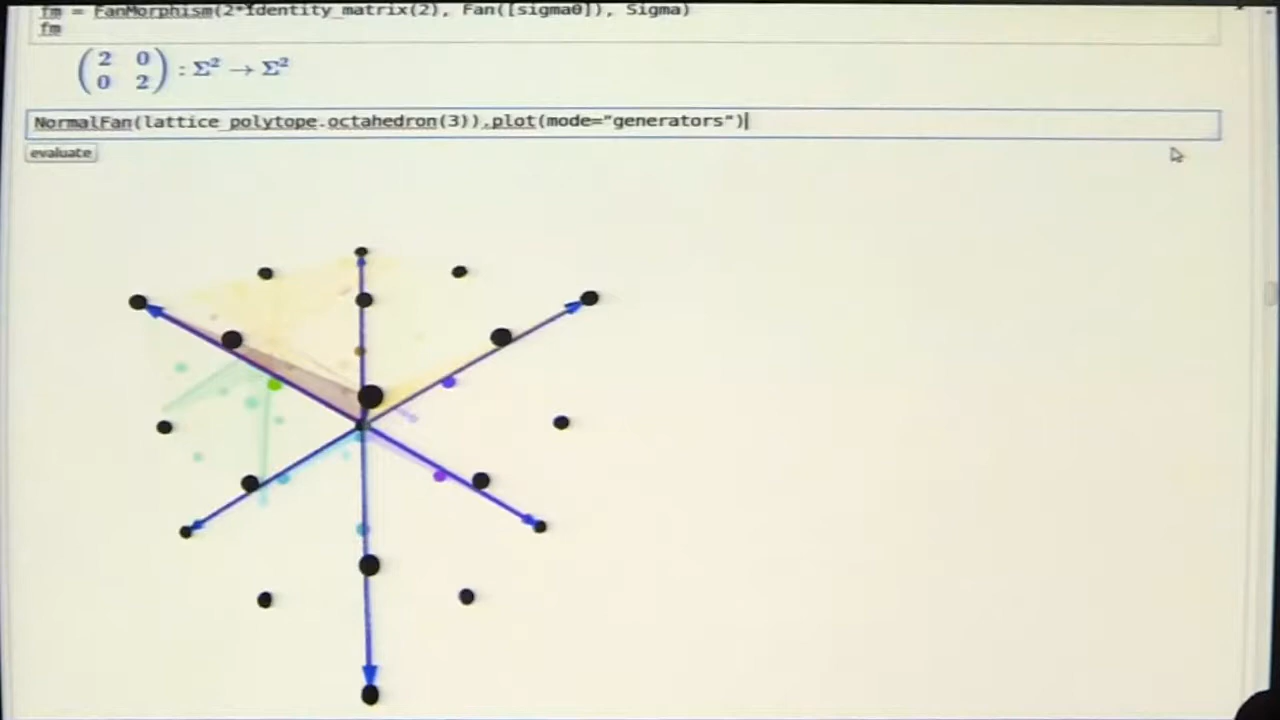 fm = FanMorphism(2*identity_matrix(2), Fan([sigma0]), Sigma)
fm
( 2 0
0 2 ) : Σ² → Σ²
NormalFan(lattice_polytope.octahedron(3)).plot(mode="generators")
evaluate